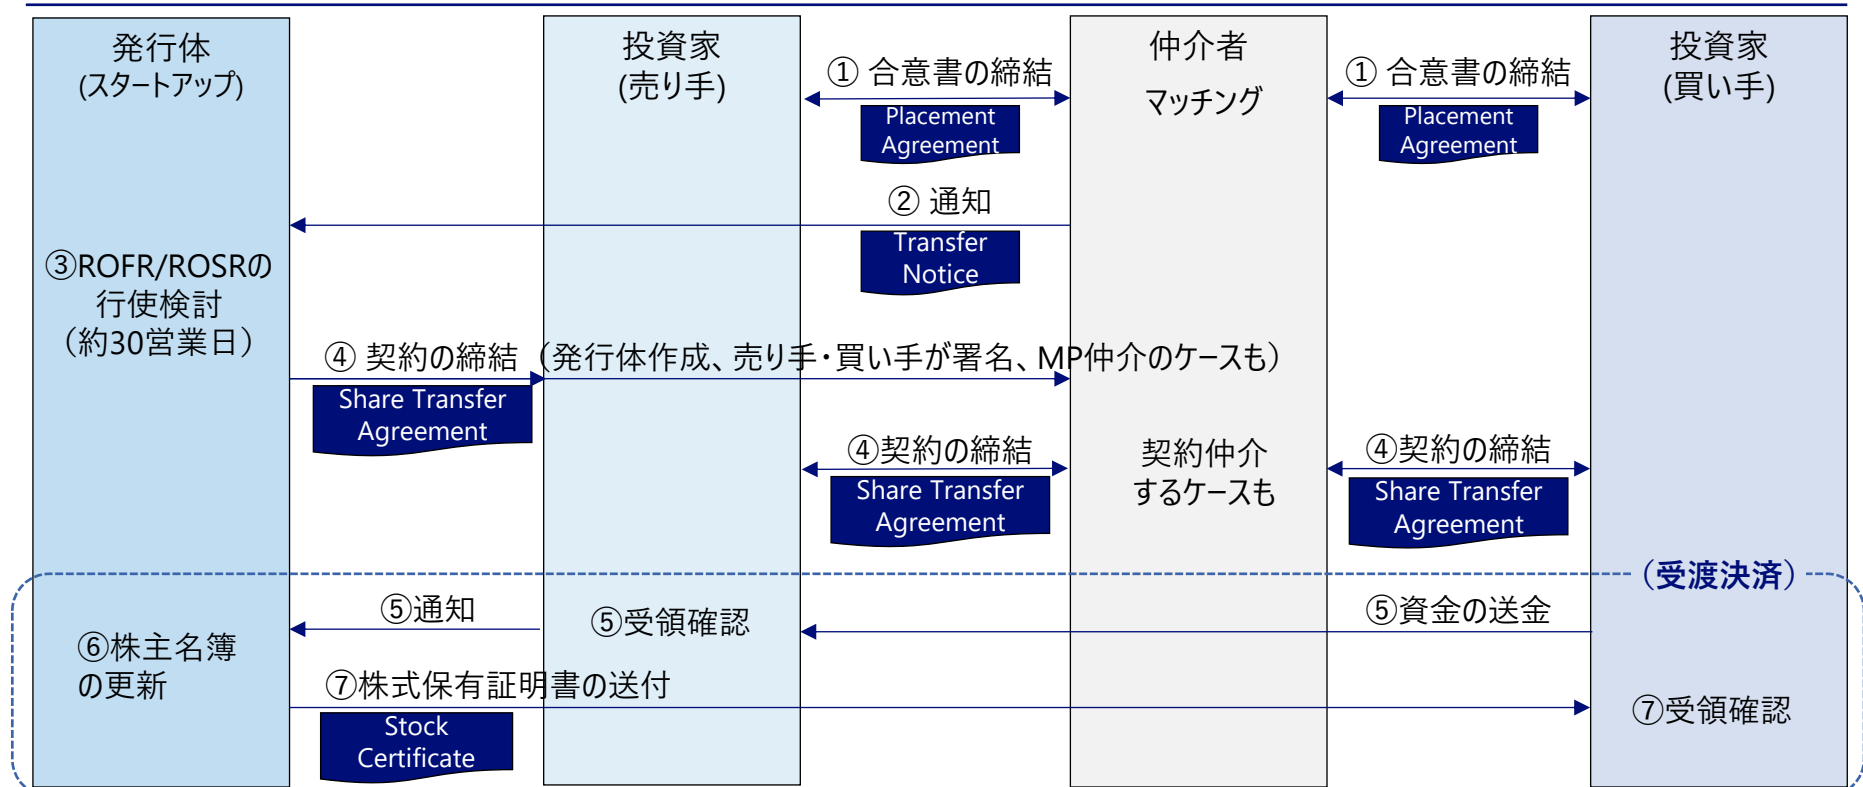 発行体
(スタートアップ)
投資家
(売り手)
仲介者
マッチング
投資家
(買い手)
① 合意書の締結
Placement
Agreement
① 合意書の締結
Placement
Agreement
② 通知
Transfer
Notice
③ROFR/ROSRの
行使検討
（約30営業日）
④ 契約の締結（発行体作成、売り手・買い手が署名、MP仲介のケースも）
Share Transfer
Agreement
④契約の締結
Share Transfer
Agreement
契約仲介
するケースも
④契約の締結
Share Transfer
Agreement
（受渡決済）
⑤通知
⑤受領確認
⑤資金の送金
⑥株主名簿
の更新
⑦株式保有証明書の送付
Stock
Certificate
⑦受領確認